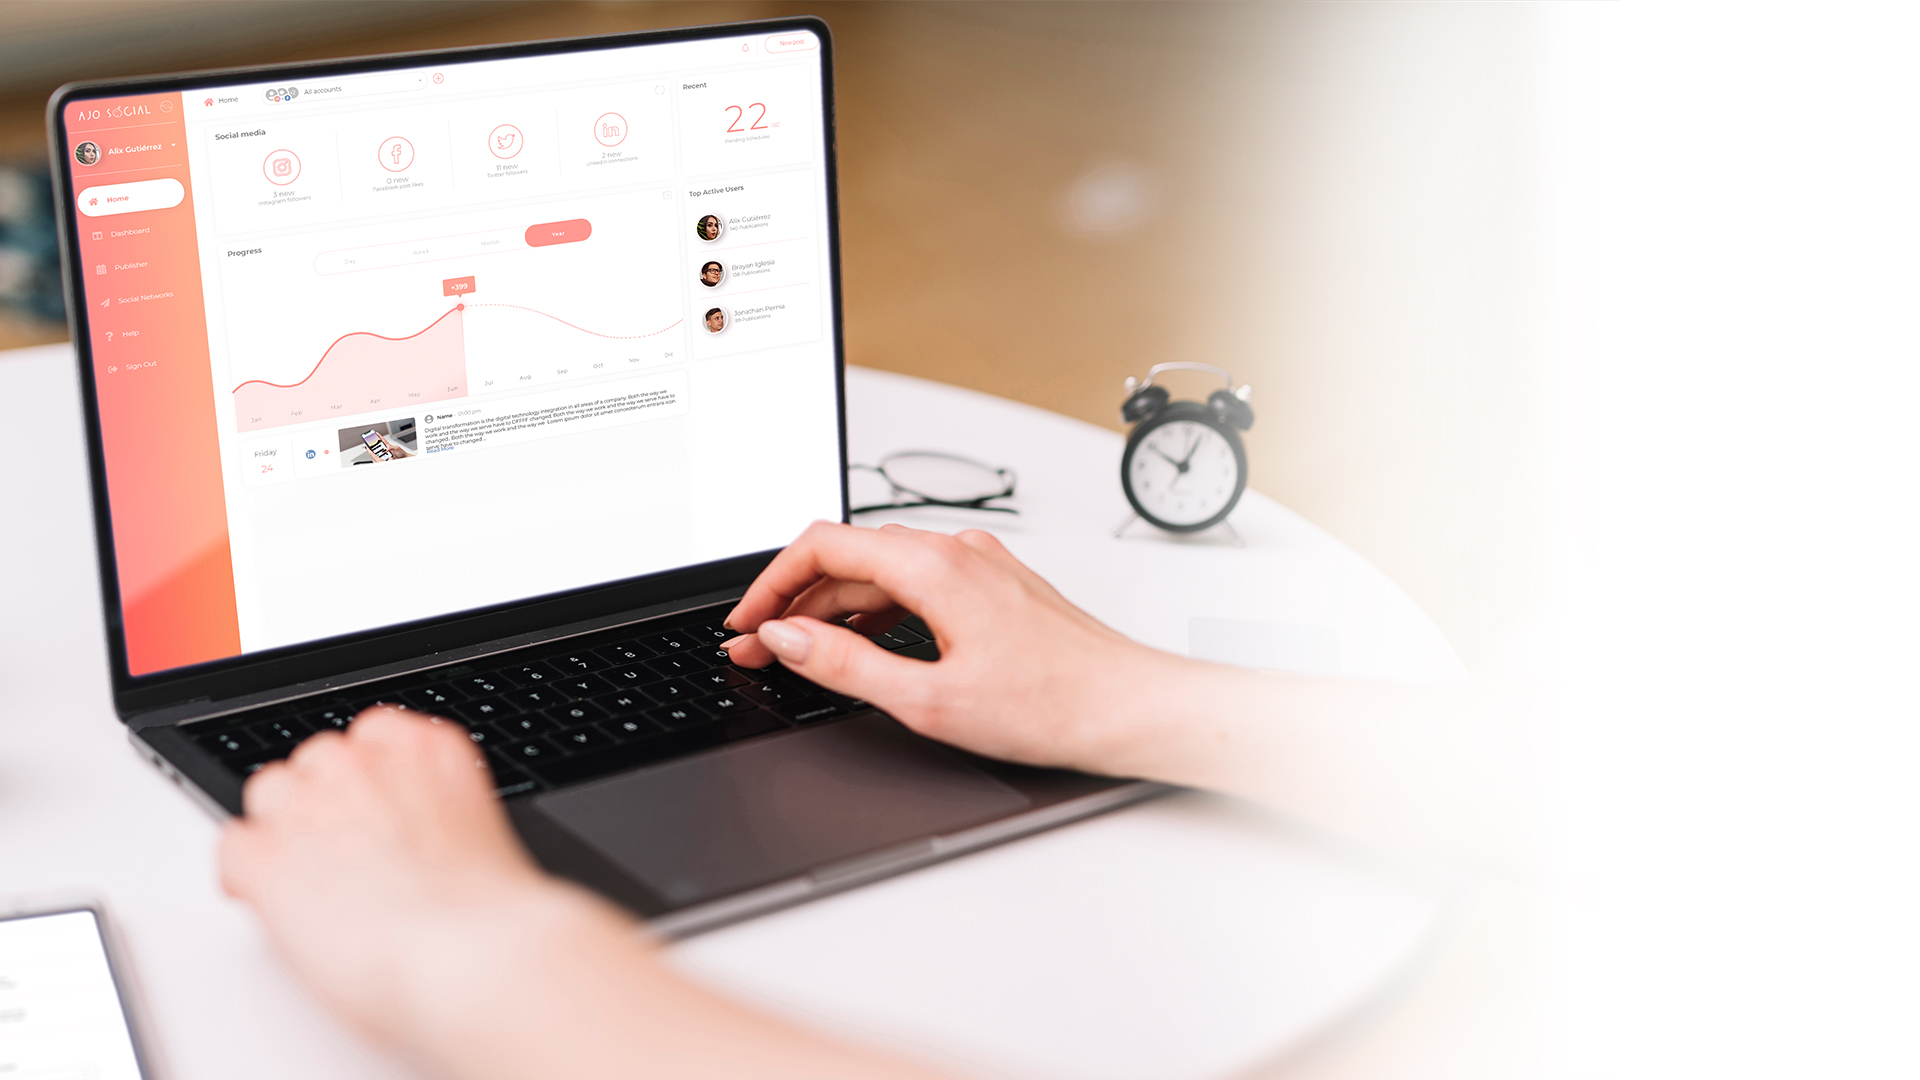 AJO SOCIAL
Alix Gutiérrez
Home
Dashboard
Publisher
Social Networks
Help
Sign Out
Home
All accounts
New post
Social media
3 new
Instagram followers
0 new
Facebook post likes
11 new
Twitter followers
2 new
LinkedIn connections
Recent
22
Pending schedules
Top Active Users
Alix Gutiérrez
140 Publications
Brayan Iglesia
138 Publications
Jonathan Pernia
99 Publications
Progress
Day
Week
Month
Year
+399
Jan
Feb
Mar
Apr
May
Jun
Jul
Aug
Sep
Oct
Nov
Dic
Friday
24
Name - 01:00 pm
Digital transformation is the digital technology integration in all areas of a company. Both the way we
work and the way we serve have to DFFFF changed. Both the way we work and the way we serve have to
changed.. Both the way we work and the way we Lorem ipsum dolor sit amet consceterum entraris icon.
serve have to changed...
Read More